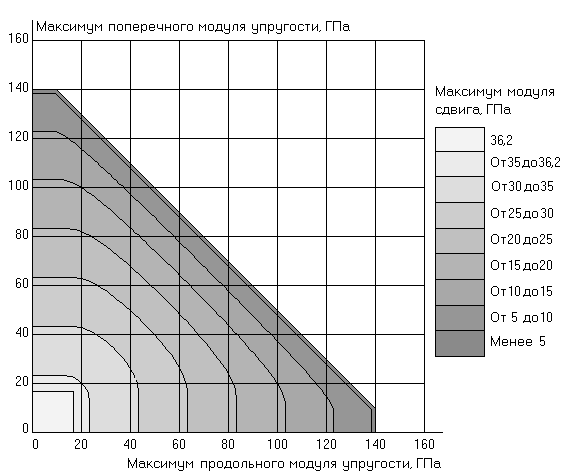 Максимум поперечного модуля упругости, ГПа
160
140
120
100
80
60
40
20
0
0 20 40 60 80 100 120 140 160
Максимум продольного модуля упругости, ГПа
Максимум модуля
сдвига, ГПа
36,2
От35до36,2
От30до35
От25до30
От20до25
От15до20
От10до15
От 5 до10
Менее 5